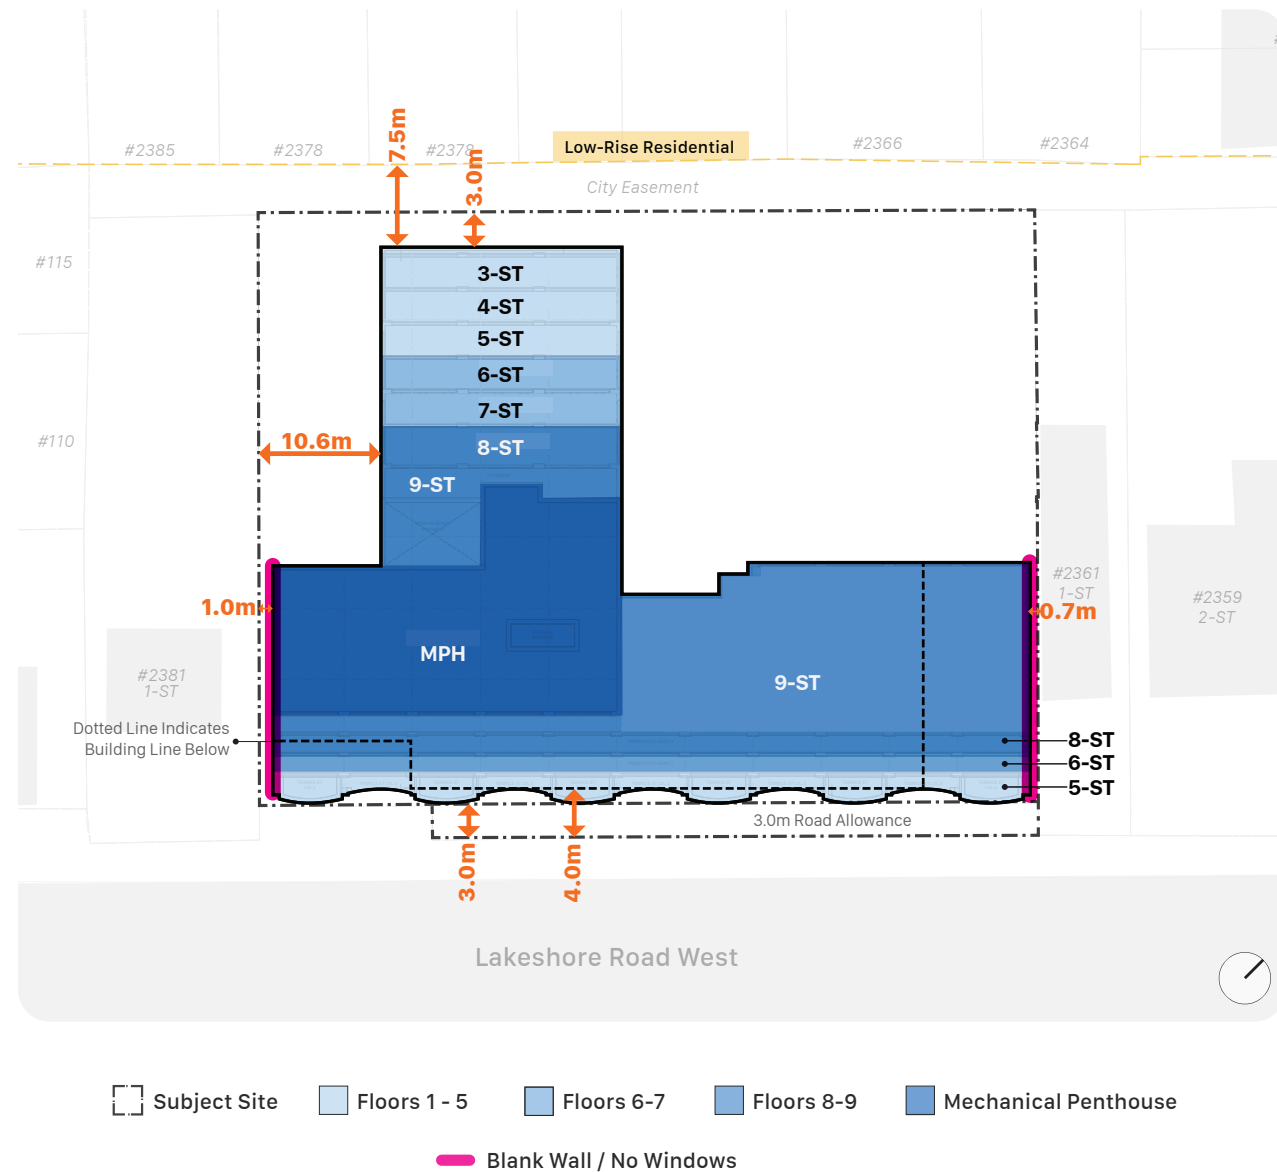 7.5m
#2385
#2378
#2378
3.0m
Low-Rise Residential
#2366
#2364
City Easement
#115
3-ST
4-ST
5-ST
6-ST
7-ST
#110
10.6m
8-ST
9-ST
#2361
1-ST
#2359
2-ST
1.0m
0.7m
MPH
#2381
1-ST
9-ST
Dotted Line Indicates
Building Line Below
8-ST
6-ST
5-ST
3.0m Road Allowance
3.0m
4.0m
Lakeshore Road West
Subject Site
Floors 1 - 5
Floors 6-7
Floors 8-9
Mechanical Penthouse
Blank Wall / No Windows